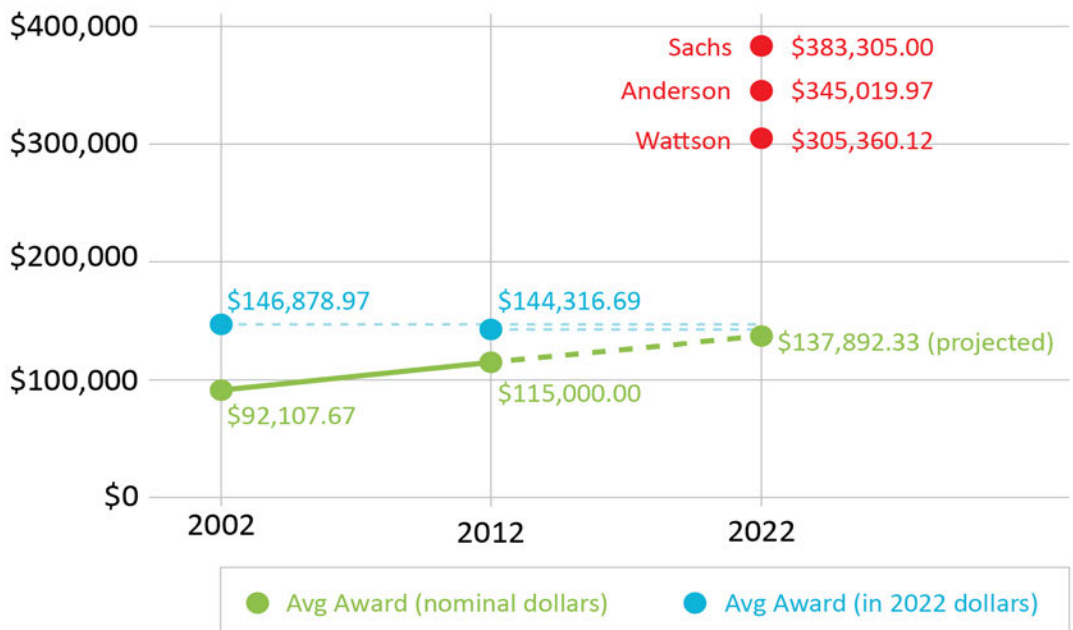 $400,000
Sachs $383,305.00
Anderson $345,019.97
$300,000
Wattson $305,360.12
$200,000
$146,878.97 $144,316.69
$137,892.33 (projected)
$100,000
$115,000.00
$92,107.67
$0
2002 2012 2022
Avg Award (nominal dollars) Avg Award (in 2022 dollars)